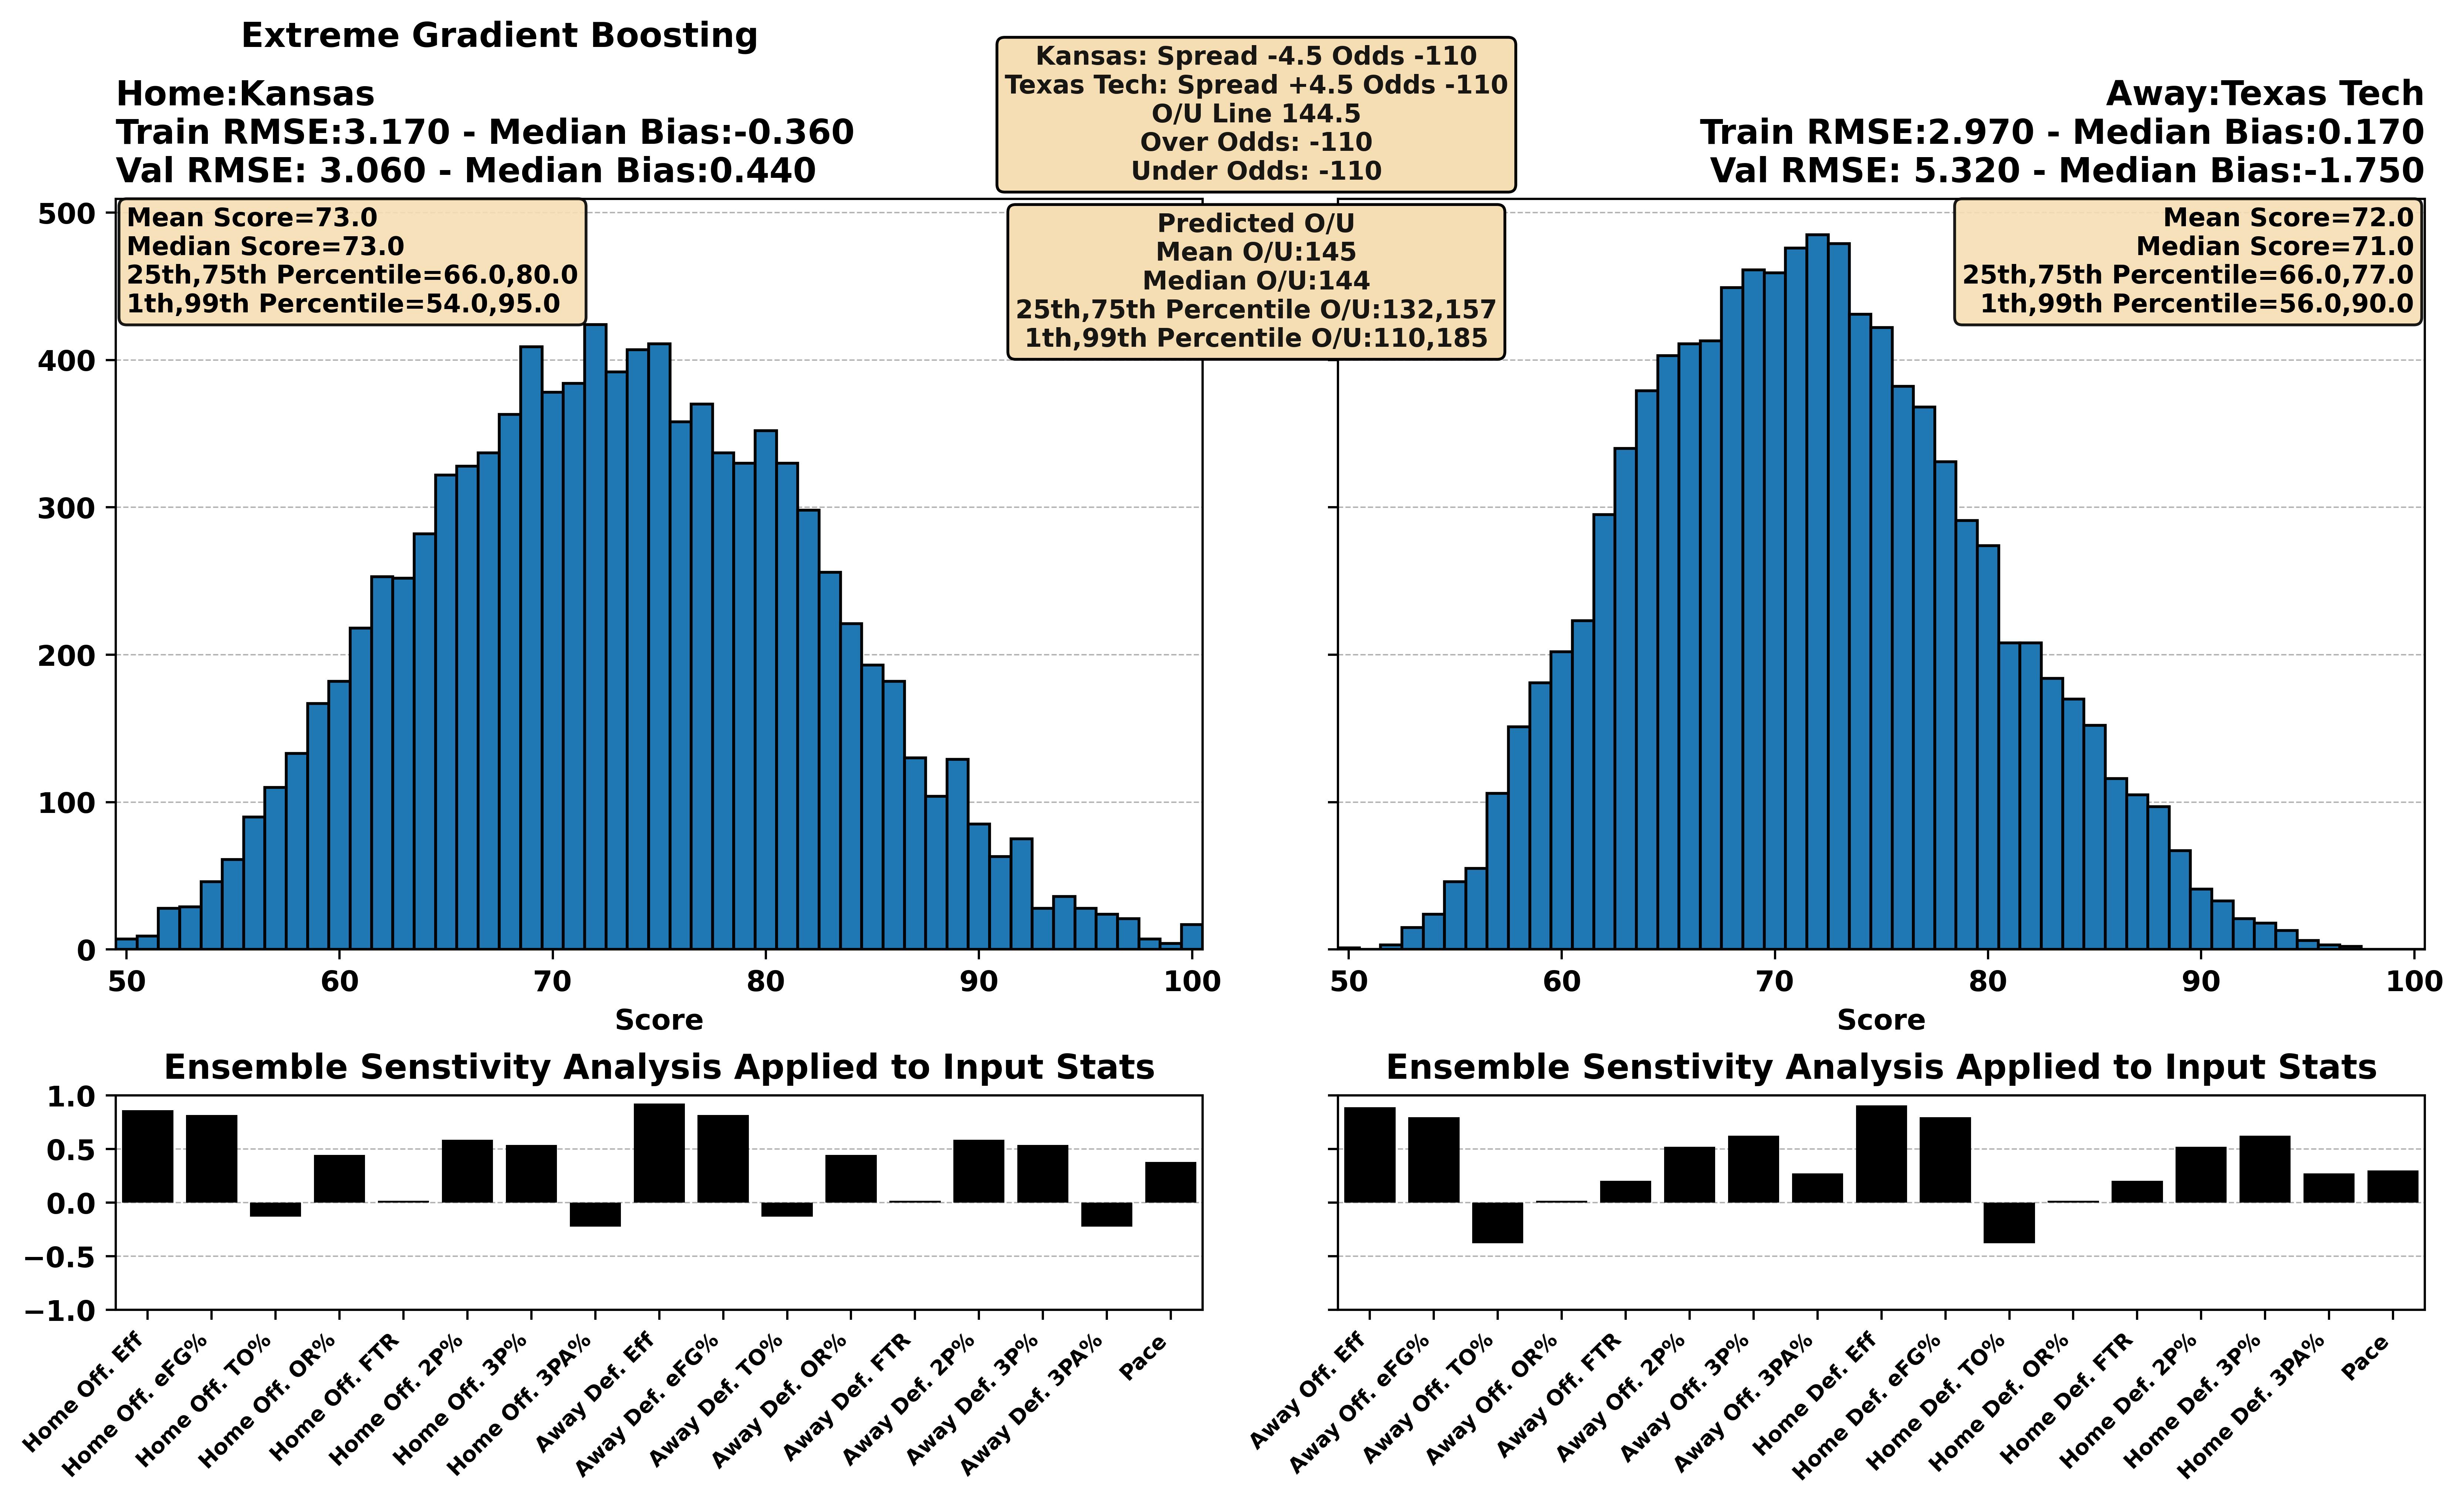 Extreme Gradient Boosting
Home:Kansas
Train RMSE:3.170 - Median Bias:-0.360
Val RMSE: 3.060 - Median Bias:0.440
Kansas: Spread -4.5 Odds -110
Texas Tech: Spread +4.5 Odds -110
O/U Line 144.5
Over Odds: -110
Under Odds: -110
Away:Texas Tech
Train RMSE:2.970 - Median Bias:0.170
Val RMSE: 5.320 - Median Bias:-1.750
Mean Score=73.0
Median Score=73.0
25th,75th Percentile=66.0,80.0
1th,99th Percentile=54.0,95.0
Predicted O/U
Mean O/U:145
Median O/U:144
25th,75th Percentile O/U:132,157
1th,99th Percentile O/U:110,185
Mean Score=72.0
Median Score=71.0
25th,75th Percentile=66.0,77.0
1th,99th Percentile=56.0,90.0
500
400
300
200
100
0
50 60 70 80 90 100
Score
50 60 70 80 90 100
Score
Ensemble Senstivity Analysis Applied to Input Stats
1.0
0.5
0.0
−0.5
−1.0
Home Off. Eff
Home Off. eFG%
Home Off. TO%
Home Off. OR%
Home Off. FTR
Home Off. 2P%
Home Off. 3P%
Home Off. 3PA%
Away Def. Eff
Away Def. eFG%
Away Def. TO%
Away Def. OR%
Away Def. FTR
Away Def. 2P%
Away Def. 3P%
Away Def. 3PA%
Pace
Ensemble Senstivity Analysis Applied to Input Stats
Away Off. Eff
Away Off. eFG%
Away Off. TO%
Away Off. OR%
Away Off. FTR
Away Off. 2P%
Away Off. 3P%
Away Off. 3PA%
Home Def. Eff
Home Def. eFG%
Home Def. TO%
Home Def. OR%
Home Def. FTR
Home Def. 2P%
Home Def. 3P%
Home Def. 3PA%
Pace